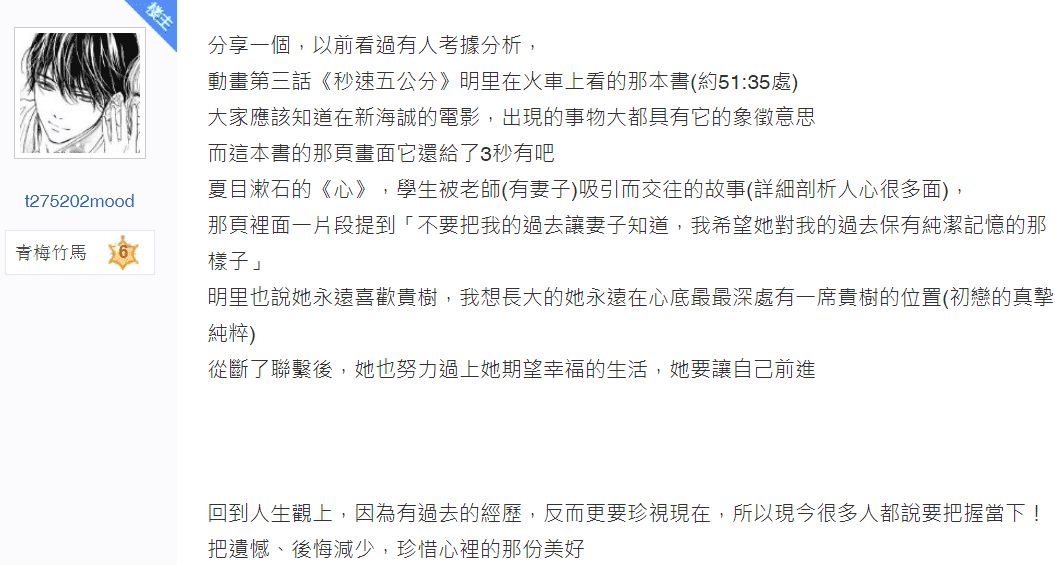 楼主
t275202mood
青梅竹馬
6
分享一個，以前看過有人考據分析，
動畫第三話《秒速五公分》明里在火車上看的那本書(約51:35處)
大家應該知道在新海誠的電影，出現的事物大都具有它的象徵意思
而這本書的那頁畫面它還給了3秒有吧
夏目漱石的《心》，學生被老師(有妻子)吸引而交往的故事(詳細剖析人心很多面)，
那頁裡面一片段提到「不要把我的過去讓妻子知道，我希望她對我的過去保有純潔記憶的那
樣子」
明里也說她永遠喜歡貴樹，我想長大的她永遠在心底最最深處有一席貴樹的位置(初戀的真摯
純粹)
從斷了聯繫後，她也努力過上她期望幸福的生活，她要讓自己前進
回到人生觀上，因為有過去的經歷，反而更要珍視現在，所以現今很多人都說要把握當下！
把遺憾、後悔減少，珍惜心裡的那份美好